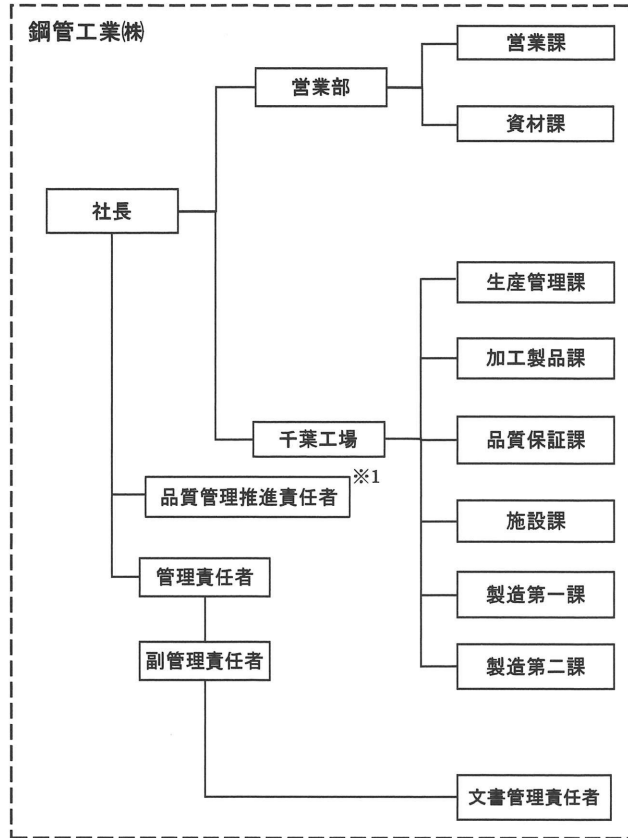 鋼管工業㈱
営業課
営業部
資材課
社長
生産管理課
加工製品課
千葉工場
品質保証課
※1
品質管理推進責任者
施設課
管理責任者
製造第一課
副管理責任者
製造第二課
文書管理責任者